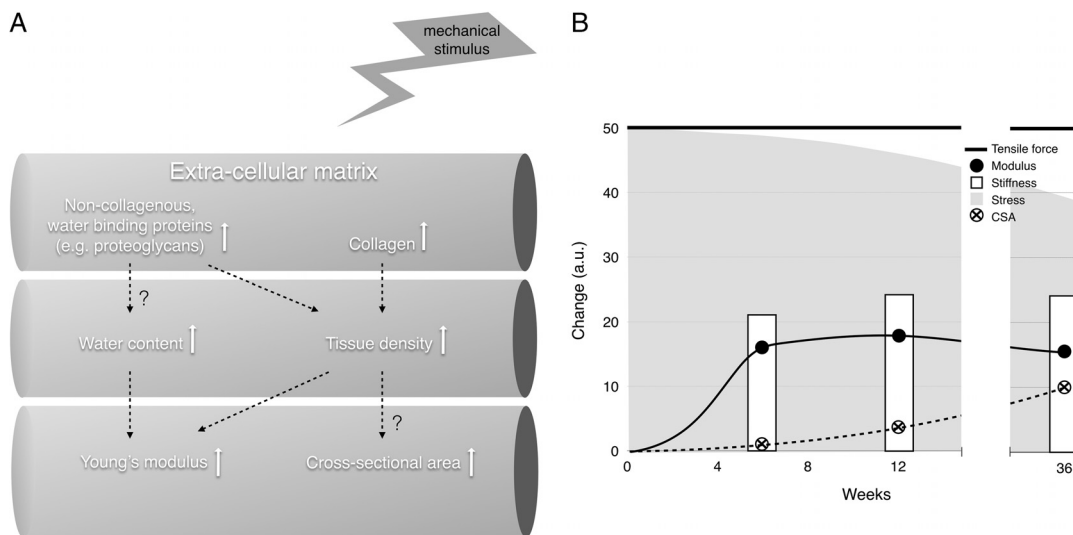 A
mechanical
stimulus
Extra-cellular matrix
Non-collagenous,
water binding proteins
(e.g. proteoglycans)
Collagen
?
Water content
Tissue density
?
Young's modulus
Cross-sectional area
B
50
40
30
20
10
0
Change (a.u.)
Tensile force
Modulus
Stiffness
Stress
CSA
0
4
8
12
36
Weeks